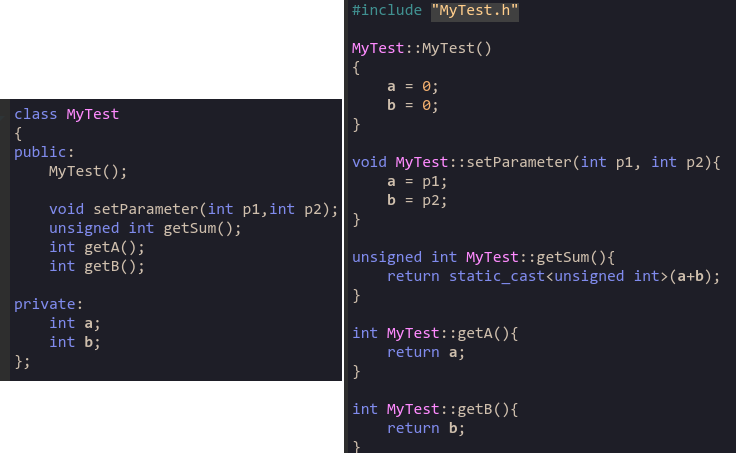 class MyTest
{
public:
    MyTest();

    void setParameter(int p1,int p2);
    unsigned int getSum();
    int getA();
    int getB();

private:
    int a;
    int b;
};

#include "MyTest.h"

MyTest::MyTest()
{
    a = 0;
    b = 0;
}

void MyTest::setParameter(int p1, int p2){
    a = p1;
    b = p2;
}

unsigned int MyTest::getSum(){
    return static_cast<unsigned int>(a+b);
}

int MyTest::getA(){
    return a;
}

int MyTest::getB(){
    return b;
}